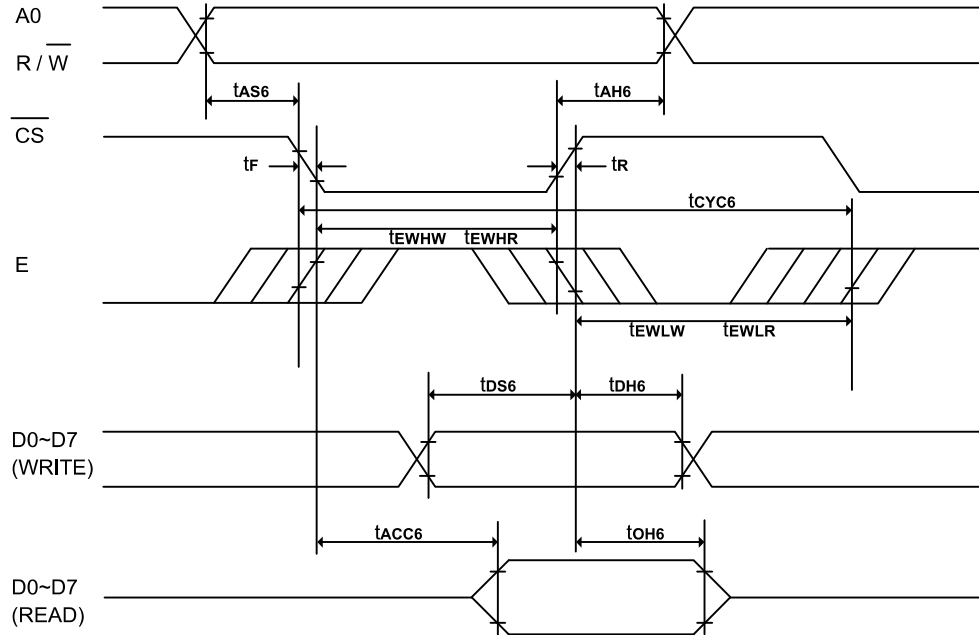 A0
R / W
tAS6
tAH6
CS
tF
tR
tCYC6
tEWHW tEWHR
E
tEWLW tEWLR
tDS6
tDH6
D0~D7
(WRITE)
tACC6
tOH6
D0~D7
(READ)